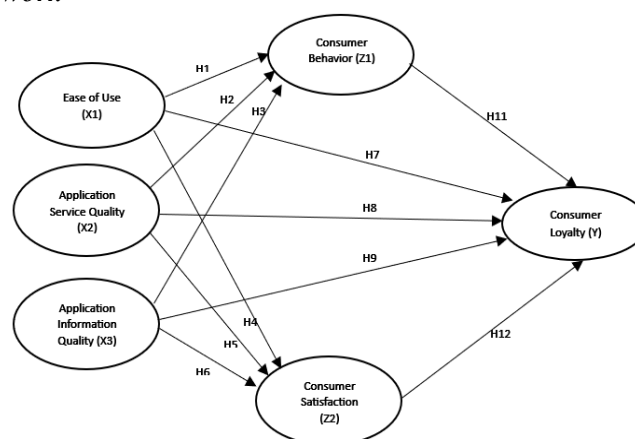 Consumer
Behavior (Z1)
H1
H2
H3
Ease of Use
(X1)
H11
H7
Application
Service Quality
(X2)
H8
Consumer
Loyalty (Y)
H9
Application
Information
Quality (X3)
H4
H5
H6
H12
Consumer
Satisfaction
(Z2)